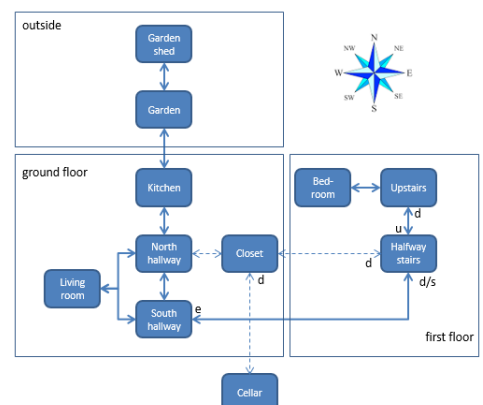 outside
Garden
shed
Garden
N
NE
E
SE
S
SW
W
NW
ground floor
Kitchen
North
hallway
Closet
d
Living
room
South
hallway
e
Bed-
room
Upstairs
d
u
Halfway
stairs
d
d/s
first floor
Cellar